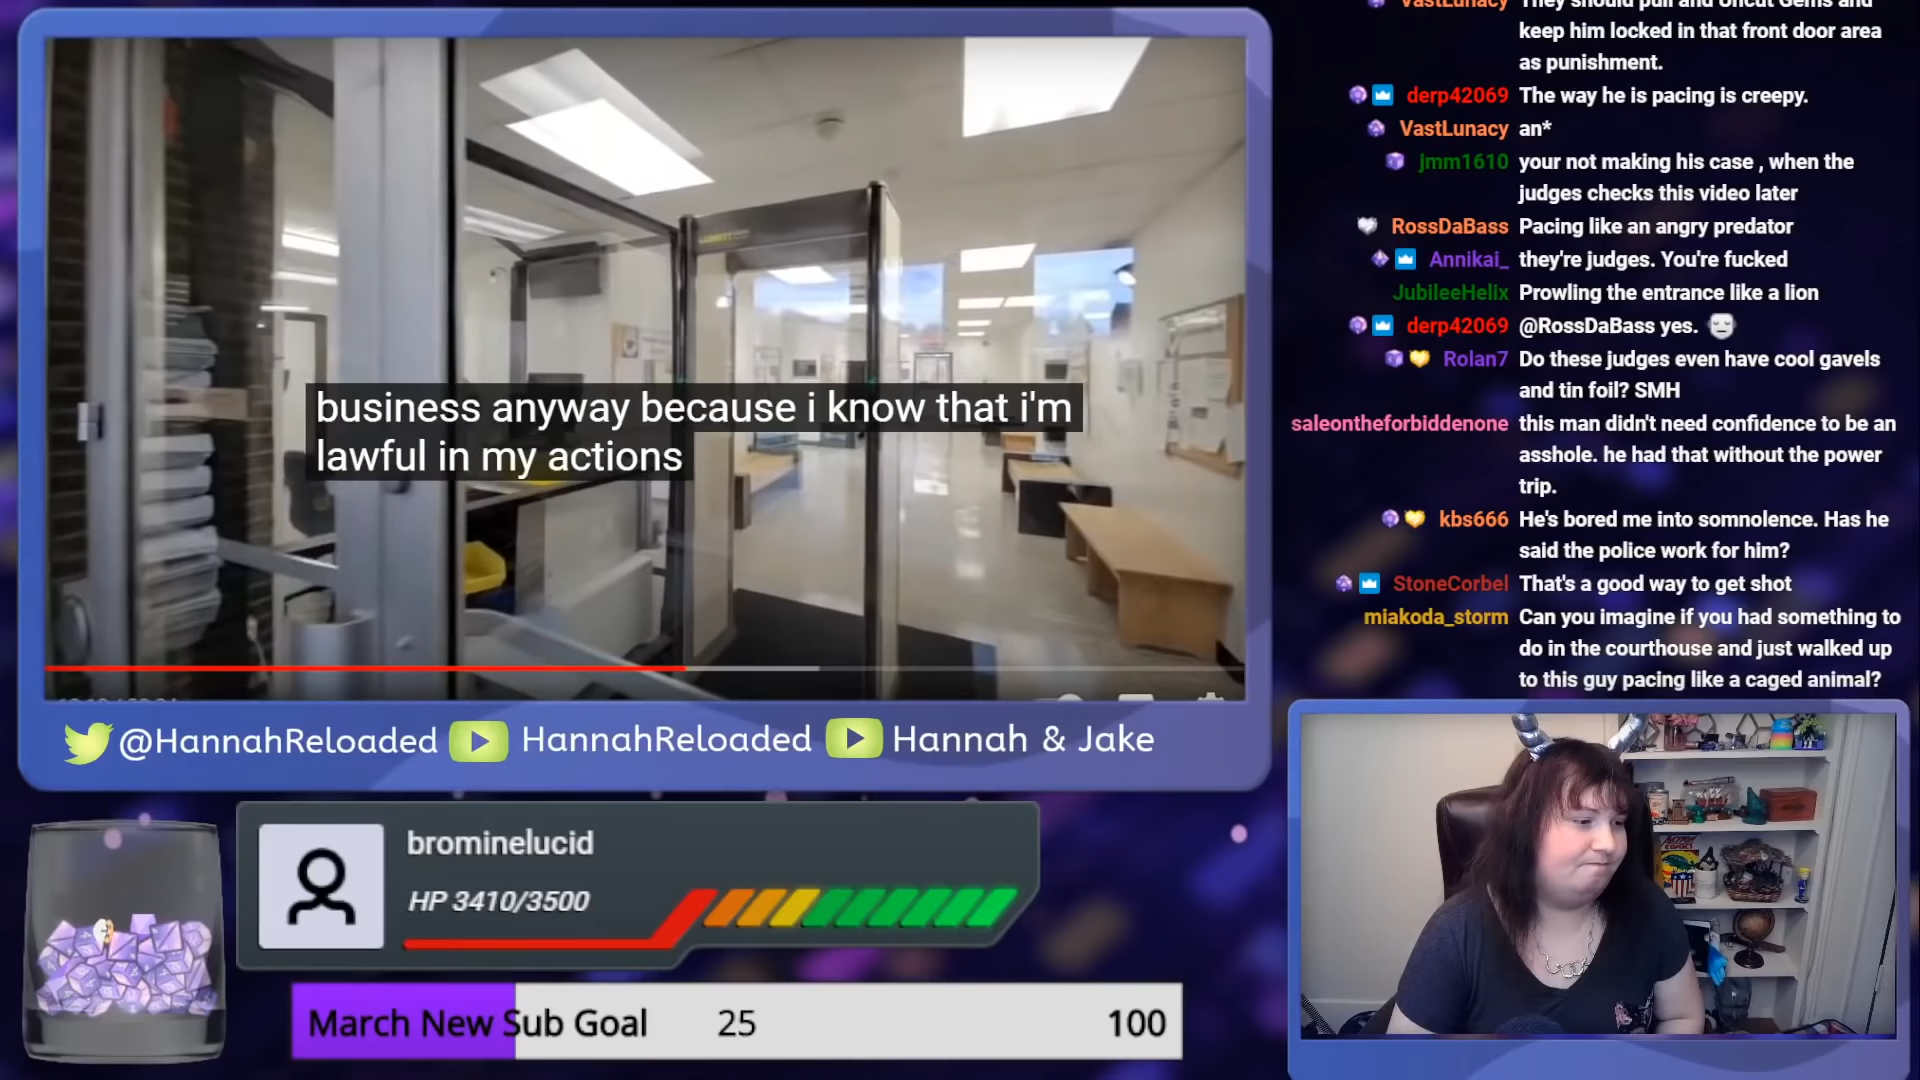 business anyway because i know that i'm
lawful in my actions
@HannahReloaded
HannahReloaded
Hannah & Jake
brominelucid
HP 3410/3500
March New Sub Goal 25 100
VastLunacy They should pull and Uncut Gems and
keep him locked in that front door area
as punishment.
derp42069 The way he is pacing is creepy.
VastLunacy an*
jmm1610 your not making his case , when the
judges checks this video later
RossDaBass Pacing like an angry predator
Annikai_ they're judges. You're fucked
JubileeHelix Prowling the entrance like a lion
derp42069 @RossDaBass yes.
Rolan7 Do these judges even have cool gavels
and tin foil? SMH
saleontheforbiddenone this man didn't need confidence to be an
asshole. he had that without the power
trip.
kbs666 He's bored me into somnolence. Has he
said the police work for him?
StoneCorbel That's a good way to get shot
miakoda_storm Can you imagine if you had something to
do in the courthouse and just walked up
to this guy pacing like a caged animal?